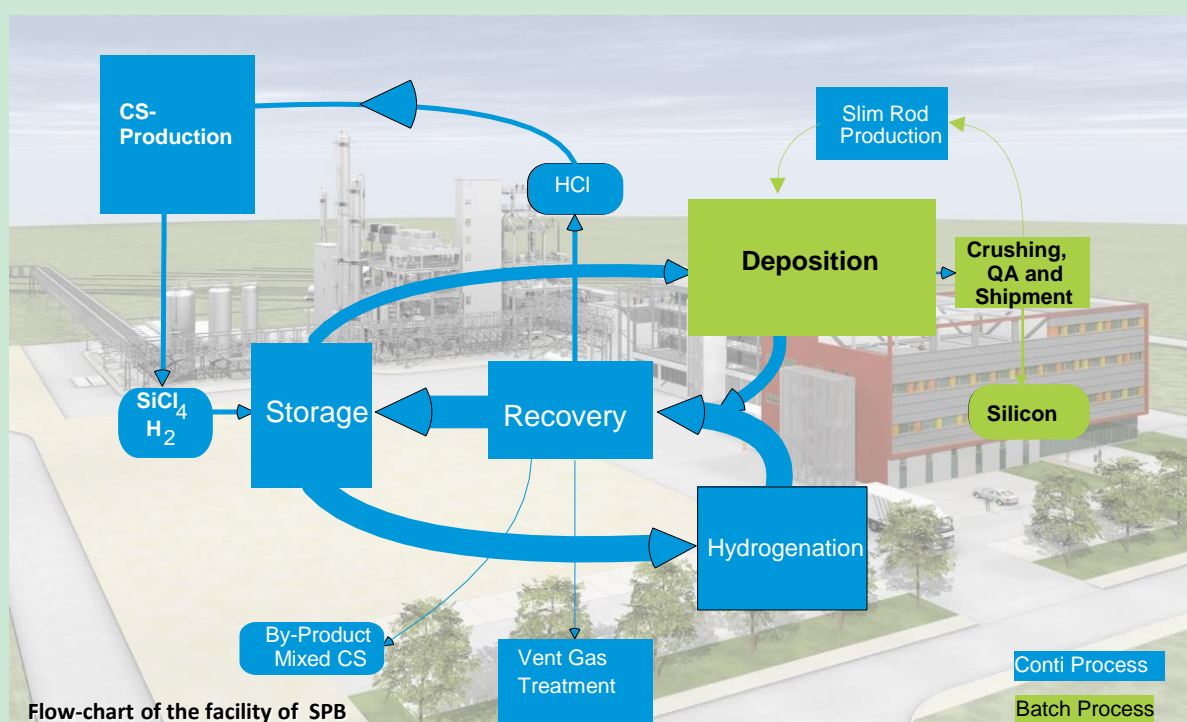 CS-
Production
Slim Rod
Production
HCl
Deposition
Crushing,
QA and
Shipment
SiCl4
H2
Storage
Recovery
Silicon
Hydrogenation
By-Product
Mixed CS
Vent Gas
Treatment
Conti Process
Batch Process
Flow-chart of the facility of SPB